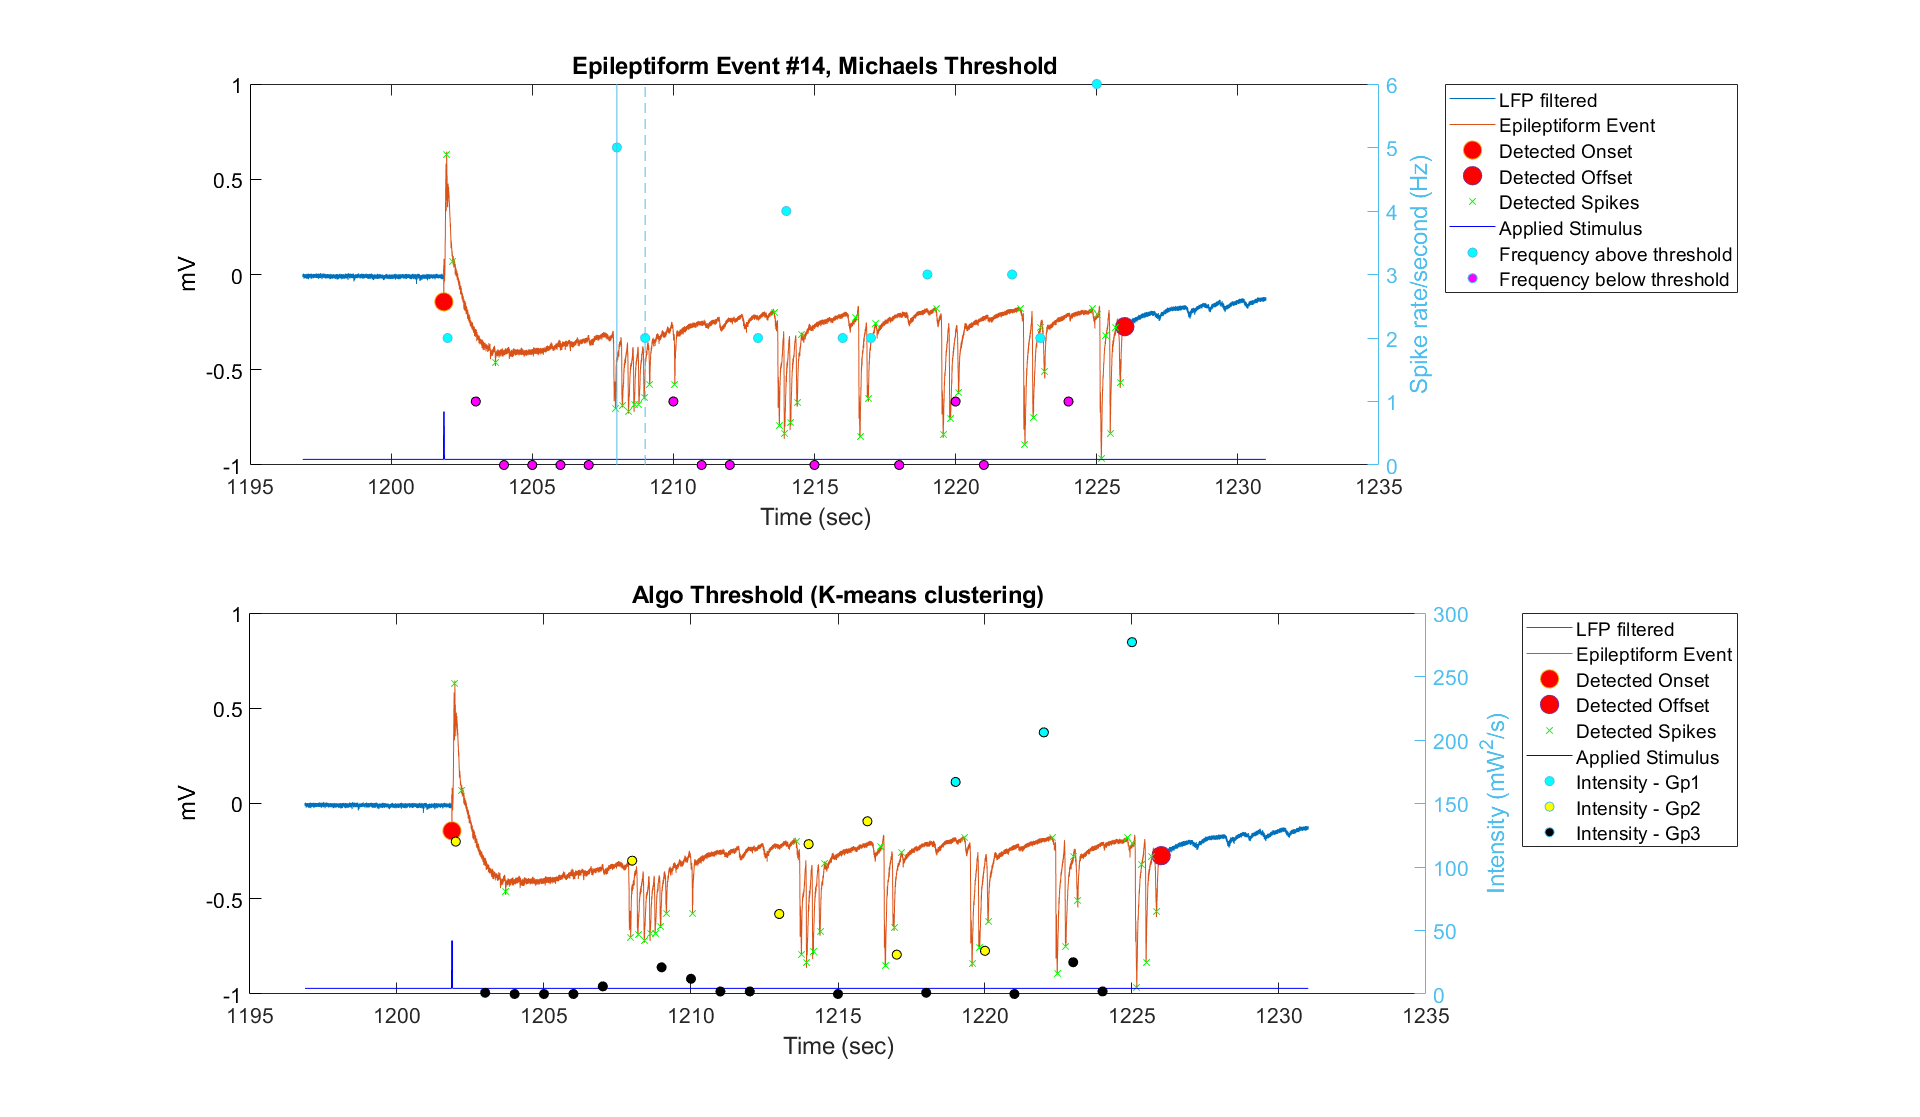 Epileptiform Event #14, Michaels Threshold
1
0.5
0
-0.5
-1
mV
1195
1200
1205
1210
1215
1220
1225
1230
1235
Time (sec)
6
5
4
3
2
1
0
Spike rate/second (Hz)
LFP filtered
Epileptiform Event
Detected Onset
Detected Offset
Detected Spikes
Applied Stimulus
Frequency above threshold
Frequency below threshold
Algo Threshold (K-means clustering)
1
0.5
0
-0.5
-1
mV
1195
1200
1205
1210
1215
1220
1225
1230
1235
Time (sec)
300
250
200
150
100
50
0
Intensity (mW²/s)
LFP filtered
Epileptiform Event
Detected Onset
Detected Offset
Detected Spikes
Applied Stimulus
Intensity - Gp1
Intensity - Gp2
Intensity - Gp3